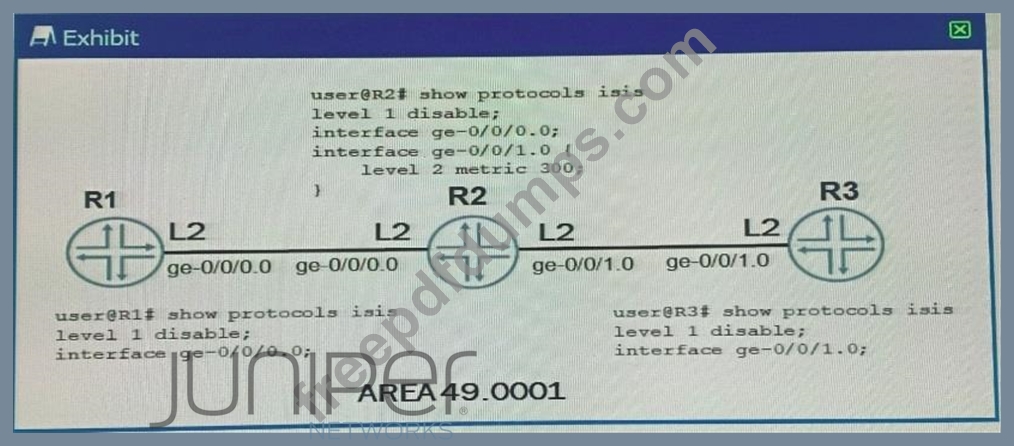 Exhibit
user@R2# show protocols isis
level 1 disable;
interface ge-0/0/0.0;
interface ge-0/0/1.0 {
level 2 metric 300;
}
R1
R2
R3
L2
L2
L2
L2
ge-0/0/0.0
ge-0/0/0.0
ge-0/0/1.0
ge-0/0/1.0
user@R1# show protocols isis
level 1 disable;
interface ge-0/0/0.0;
user@R3# show protocols isis
level 1 disable;
interface ge-0/0/1.0;
AREA 49.0001
JUNIPER
NETWORKS
freepdfdumps.com